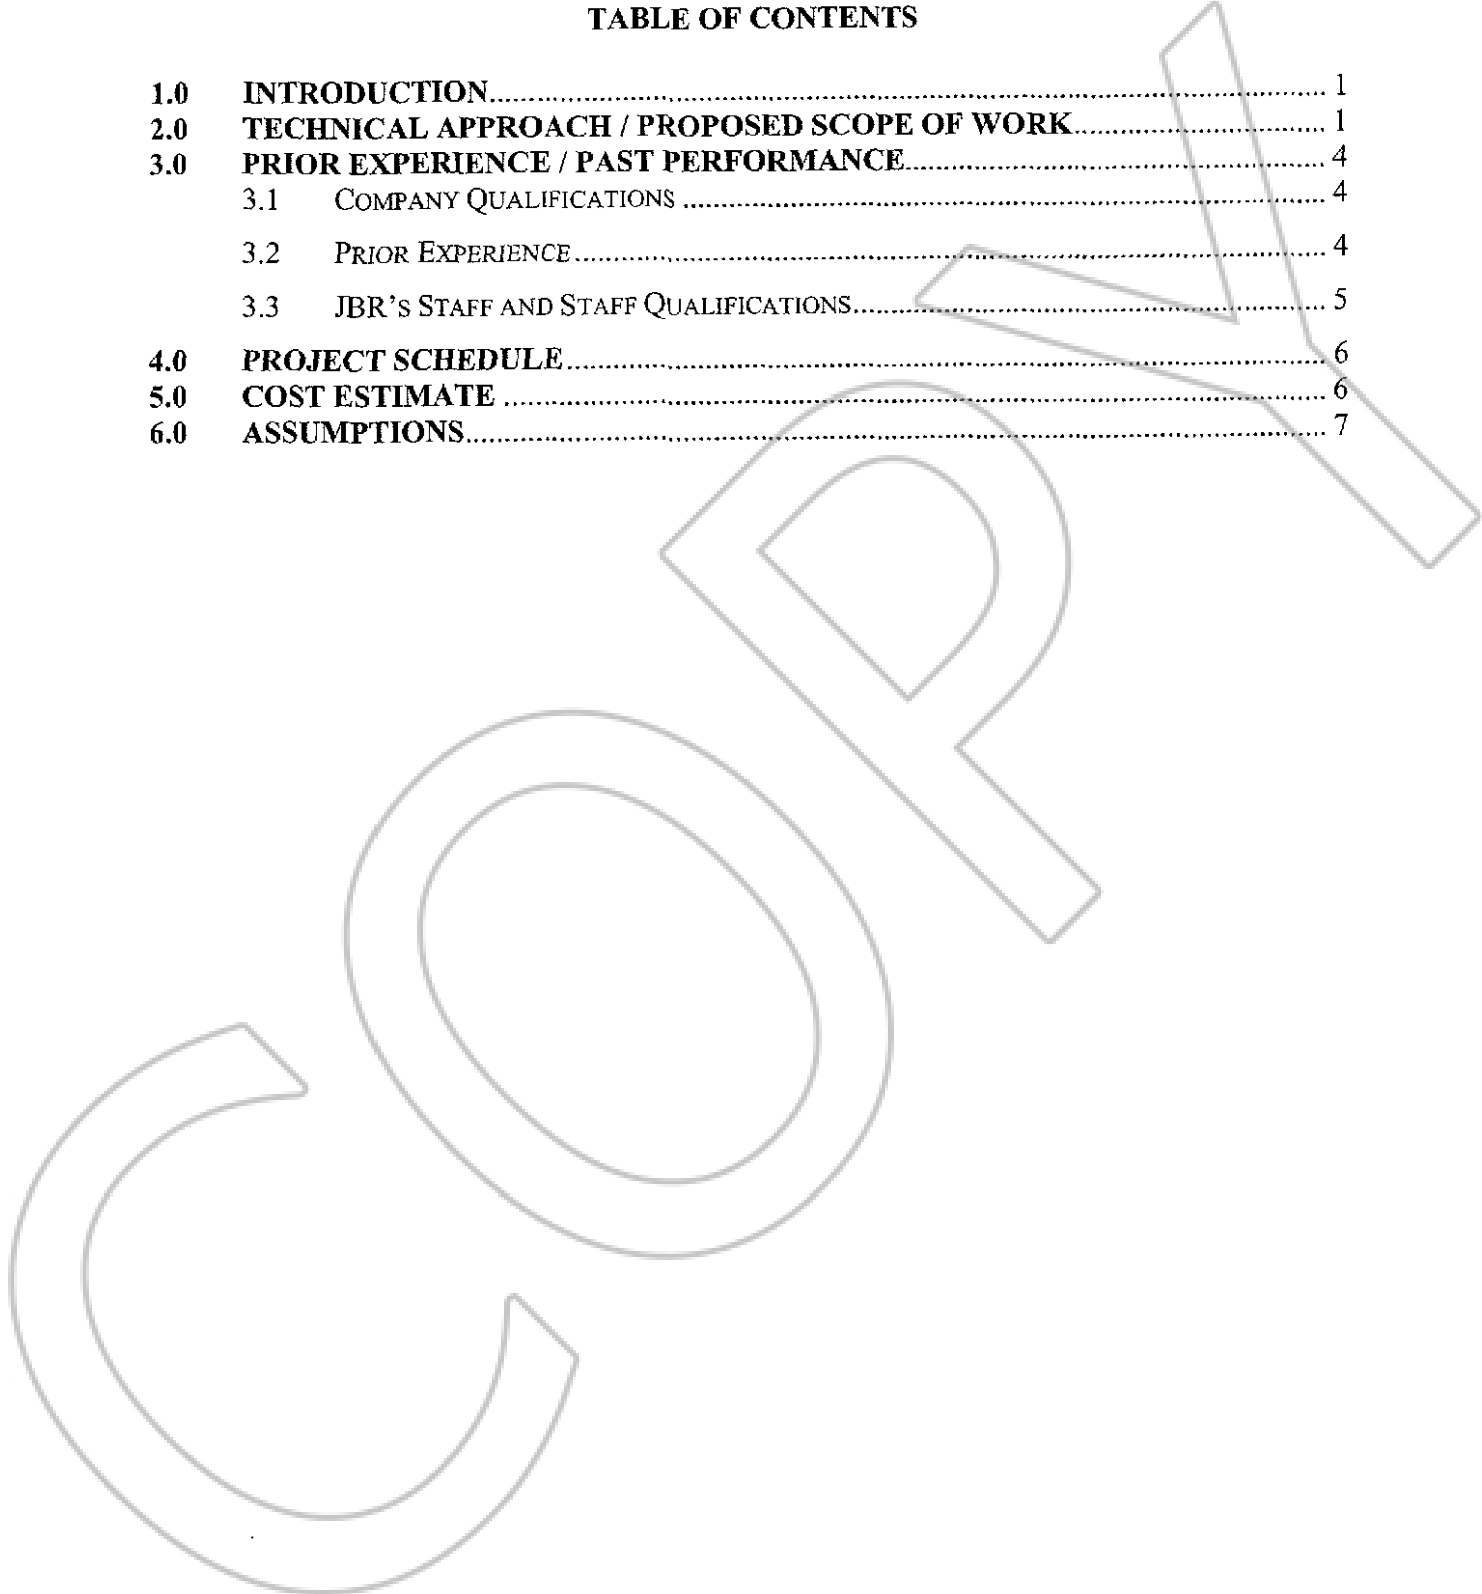 TABLE OF CONTENTS
1.0 INTRODUCTION........................................................................................................ 1
2.0 TECHNICAL APPROACH / PROPOSED SCOPE OF WORK................................ 1
3.0 PRIOR EXPERIENCE / PAST PERFORMANCE..................................................... 4
3.1 COMPANY QUALIFICATIONS ................................................................................. 4
3.2 PRIOR EXPERIENCE................................................................................................ 4
3.3 JBR'S STAFF AND STAFF QUALIFICATIONS............................................................ 5
4.0 PROJECT SCHEDULE............................................................................................... 6
5.0 COST ESTIMATE ....................................................................................................... 6
6.0 ASSUMPTIONS........................................................................................................... 7
COPY